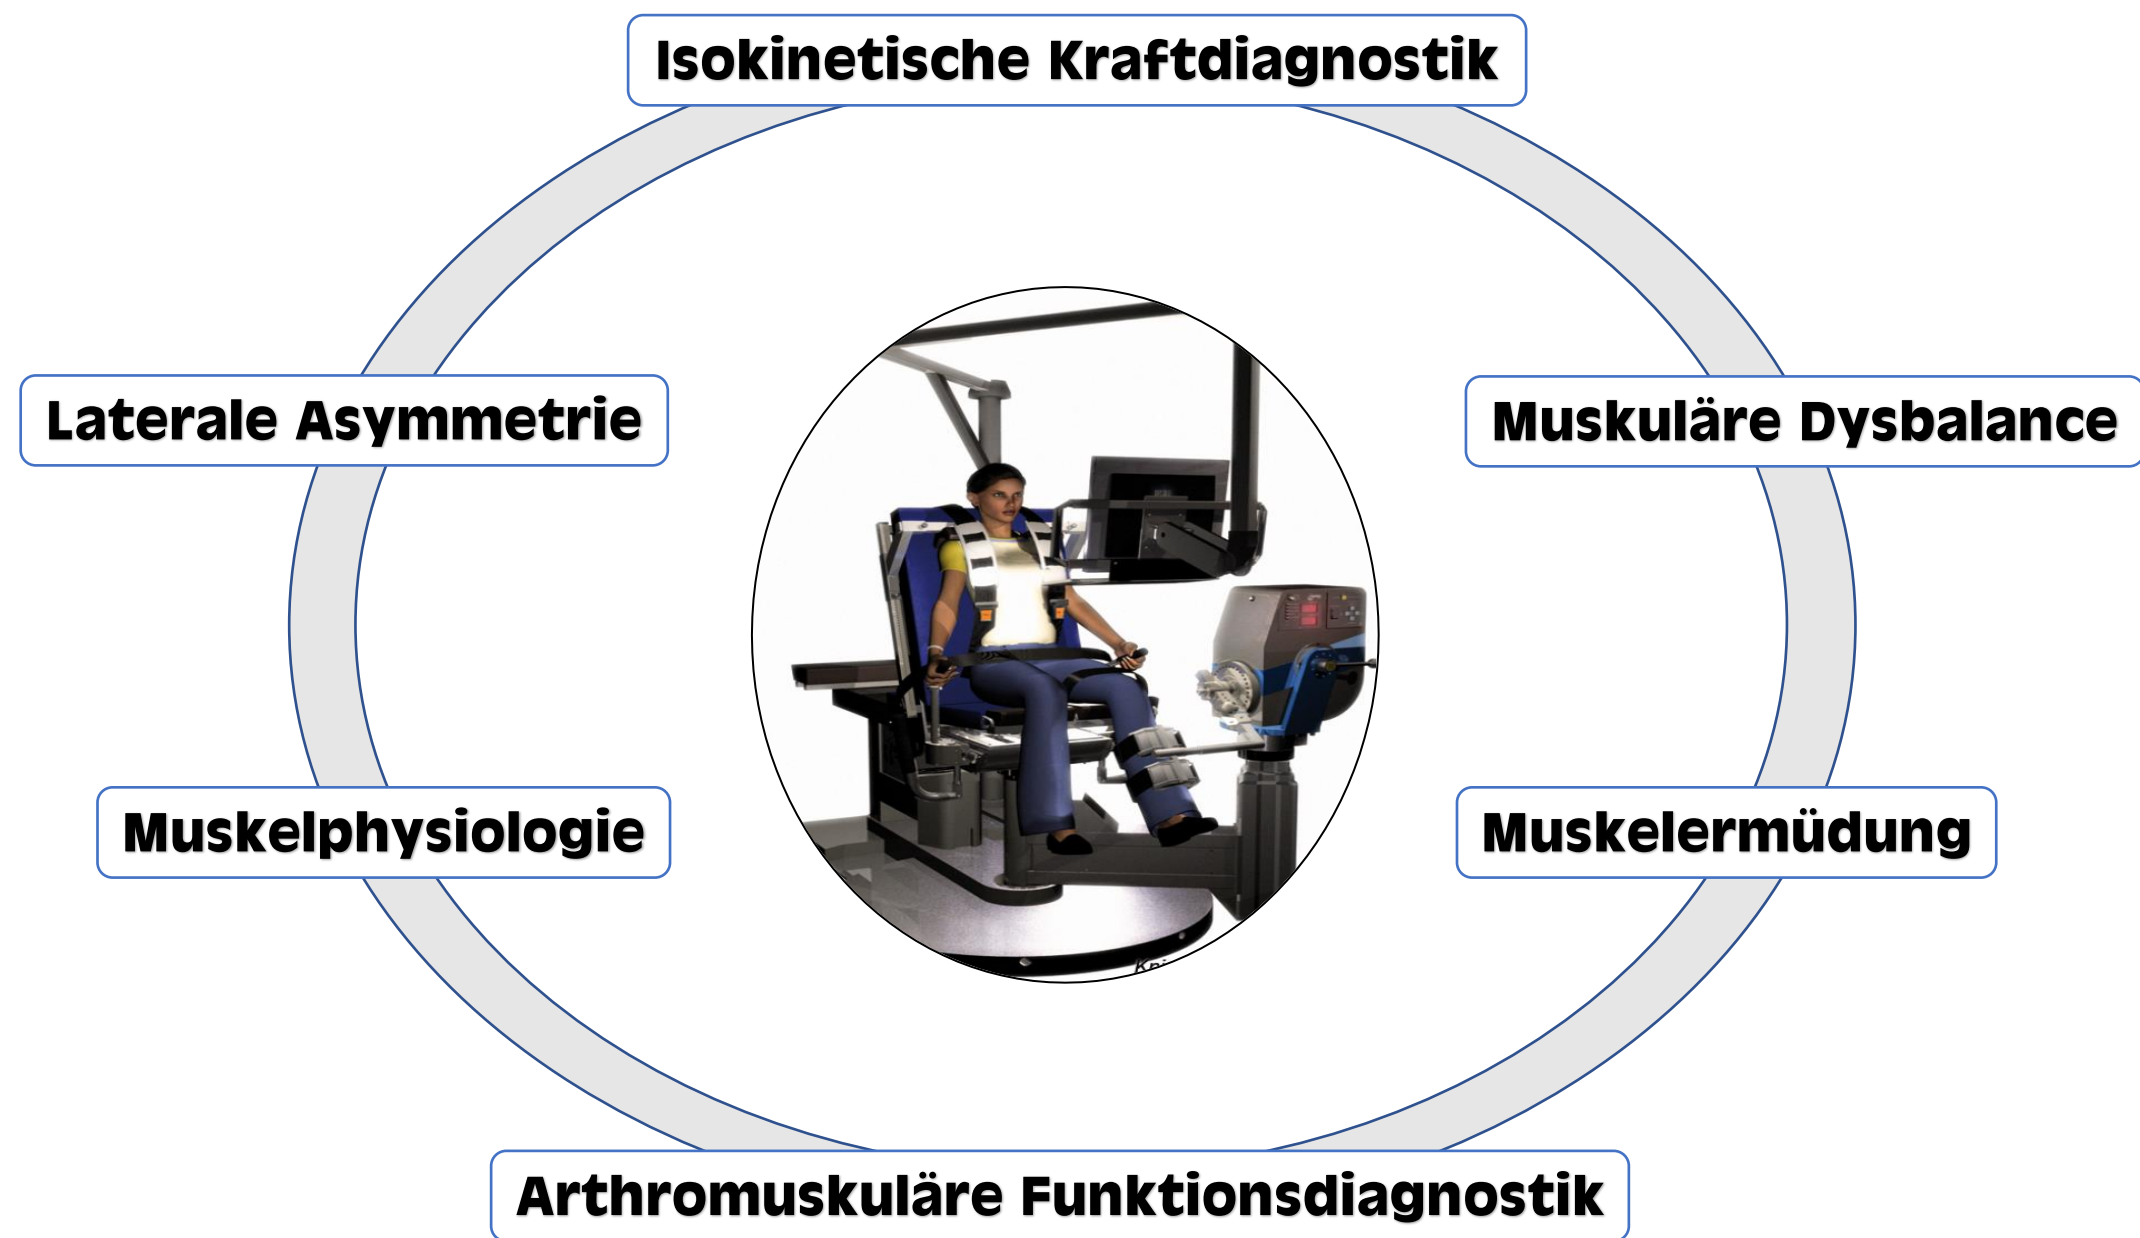 Isokinetische Kraftdiagnostik
Laterale Asymmetrie
Muskuläre Dysbalance
Muskelphysiologie
Muskelermüdung
Arthromuskuläre Funktionsdiagnostik